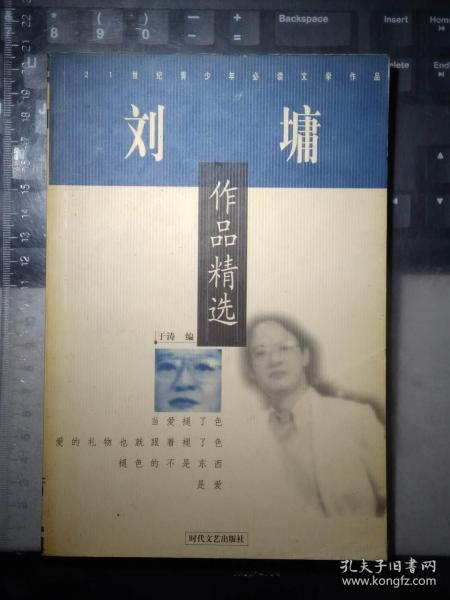 Backspace
Insert
Home
Delete
End
21世纪青少年必读文学作品
刘墉
作品精选
于涛 编
当爱褪了色
爱的礼物也就跟着褪了色
褪色的不是东西
是爱
时代文艺出版社
孔夫子旧书网
www.kongfz.com